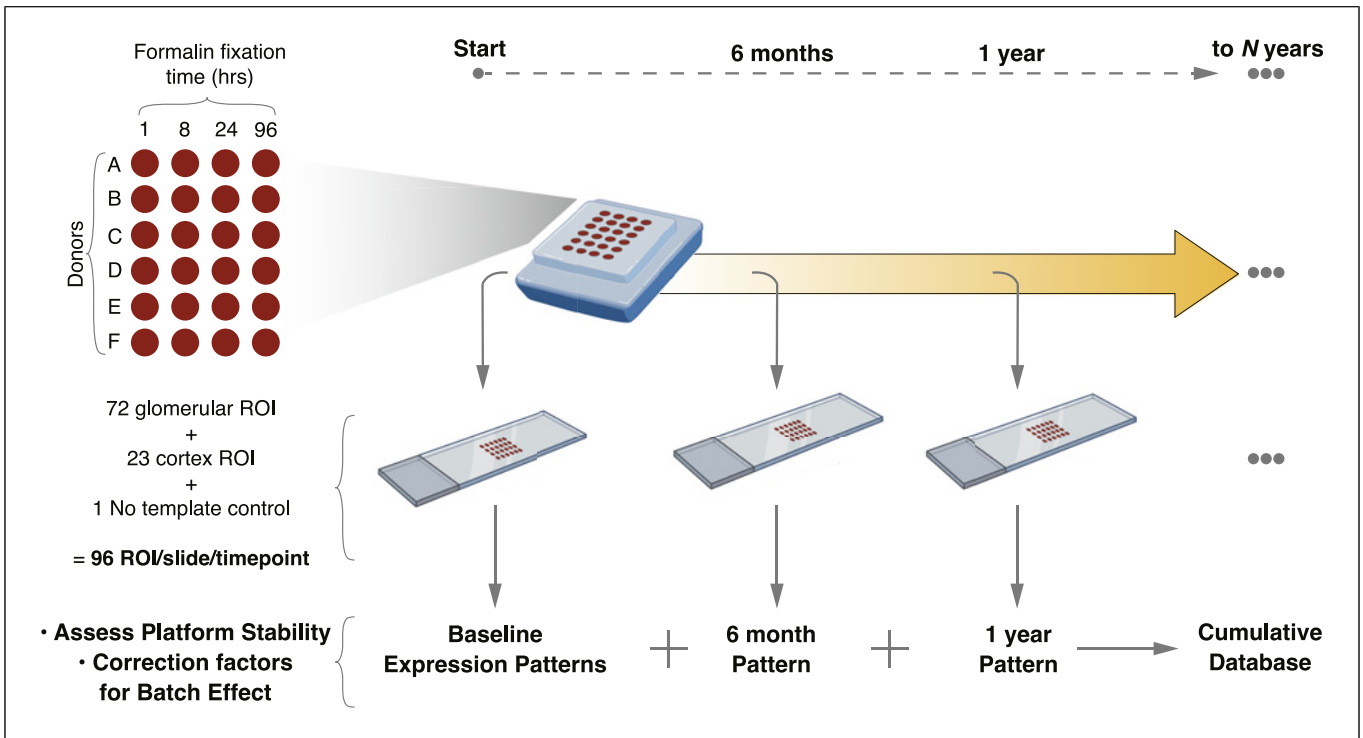 Formalin fixation
time (hrs)
1 8 24 96
Donors
A
B
C
D
E
F
Start
6 months
1 year
to N years
72 glomerular ROI
+
23 cortex ROI
+
1 No template control
= 96 ROI/slide/timepoint
• Assess Platform Stability
• Correction factors
for Batch Effect
Baseline
Expression Patterns
+
6 month
Pattern
+
1 year
Pattern
Cumulative
Database